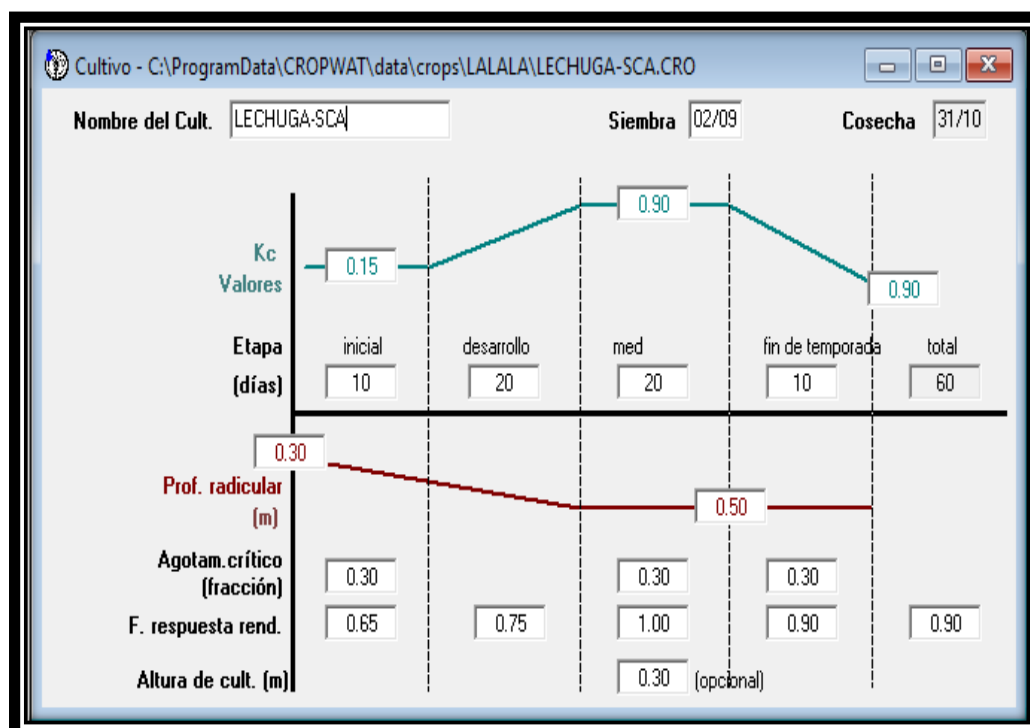 Cultivo - C:\ProgramData\CROPWAT\data\crops\LALALA\LECHUGA-SCA.CRO
Nombre del Cult. LECHUGA-SCA Siembra 02/09 Cosecha 31/10
0.90
Kc 0.15
Valores 0.90
Etapa inicial desarrollo med fin de temporada total
(días) 10 20 20 10 60
0.30
Prof. radicular 0.50
(m)
Agotam.crítico
(fracción) 0.30 0.30 0.30
F. respuesta rend. 0.65 0.75 1.00 0.90 0.90
Altura de cult. (m) 0.30 (opcional)